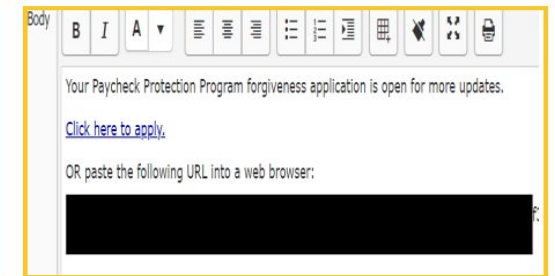 Body
B I A
Your Paycheck Protection Program forgiveness application is open for more updates.
Click here to apply.
OR paste the following URL into a web browser: